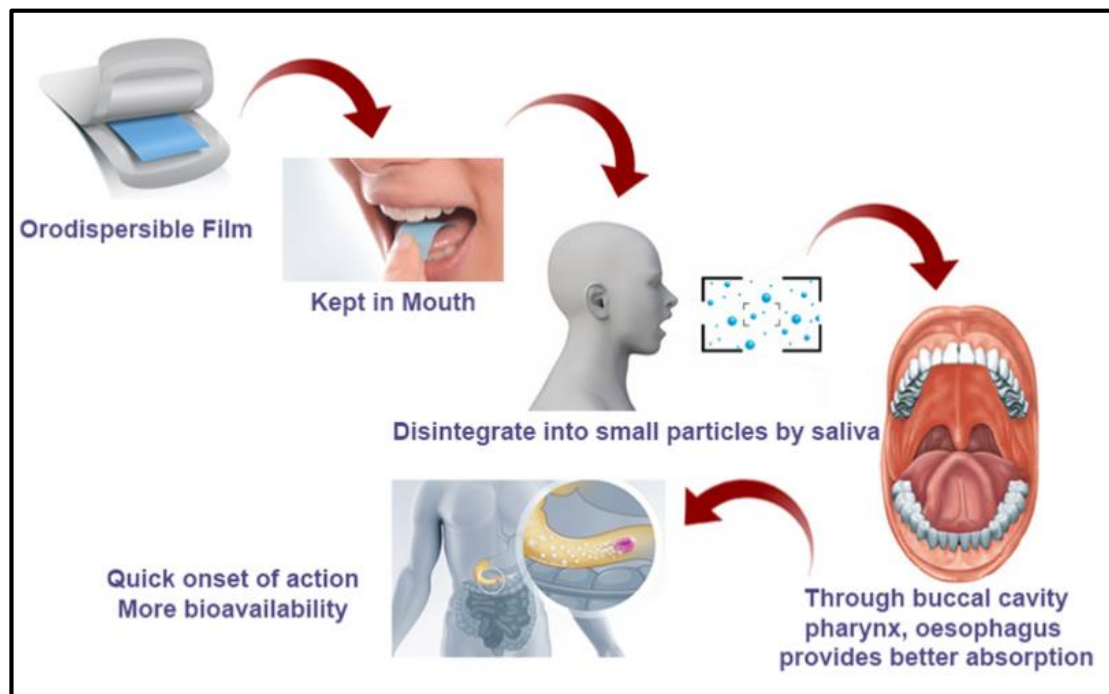 Orodispersible Film
Kept in Mouth
Disintegrate into small particles by saliva
Through buccal cavity
pharynx, oesophagus
provides better absorption
Quick onset of action
More bioavailability